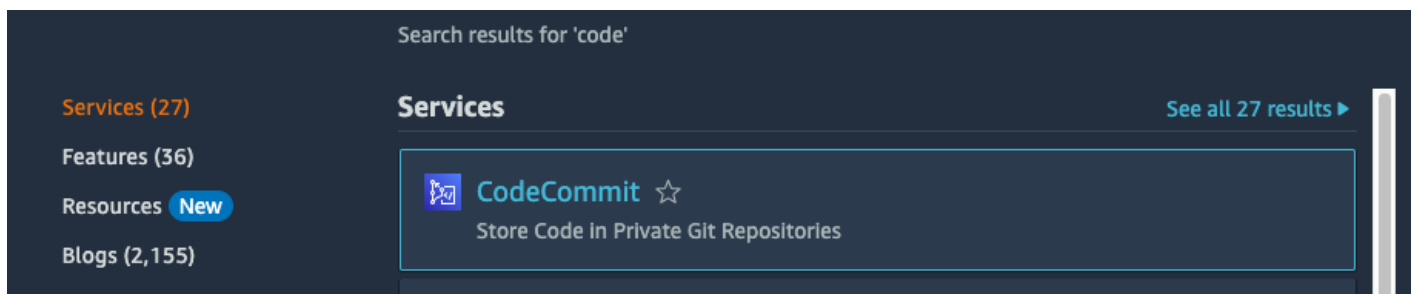 Search results for 'code'
Services (27)
Features (36)
Resources New
Blogs (2,155)
Services
See all 27 results
CodeCommit
Store Code in Private Git Repositories